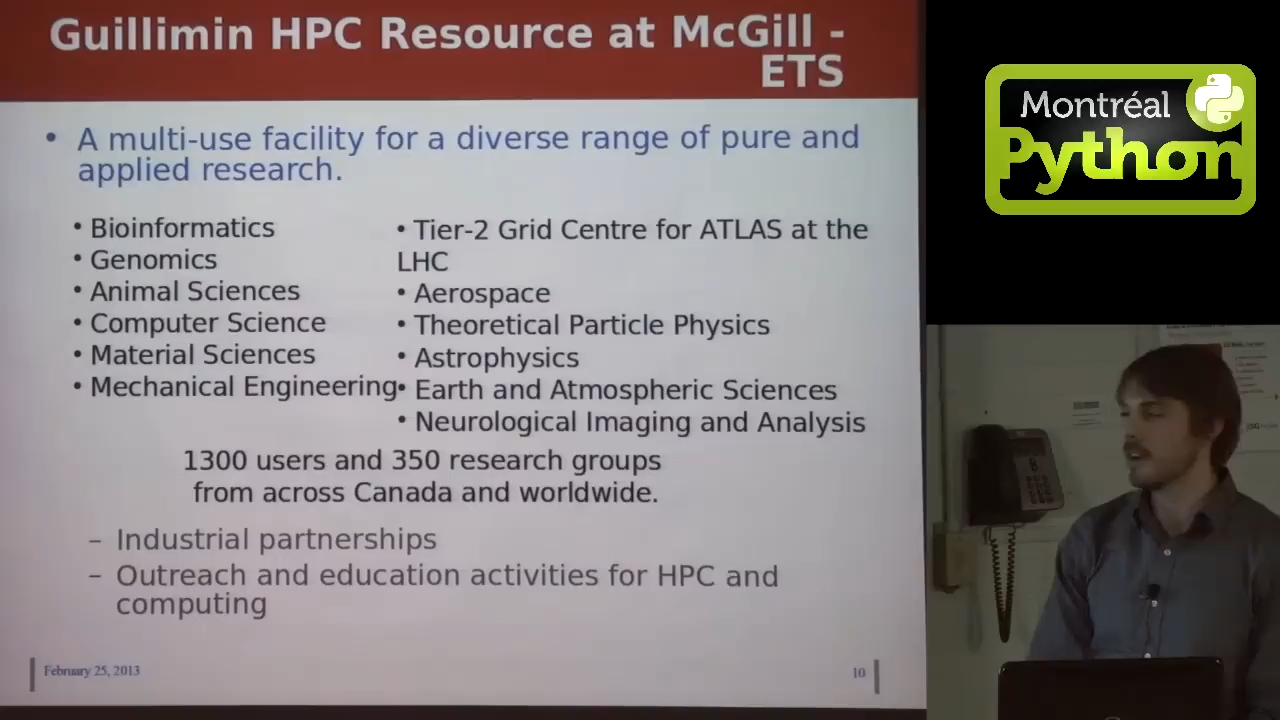 Guillimin HPC Resource at McGill -
ETS
• A multi-use facility for a diverse range of pure and
applied research.
• Bioinformatics
• Genomics
• Animal Sciences
• Computer Science
• Material Sciences
• Mechanical Engineering
• Tier-2 Grid Centre for ATLAS at the
LHC
• Aerospace
• Theoretical Particle Physics
• Astrophysics
• Earth and Atmospheric Sciences
• Neurological Imaging and Analysis
1300 users and 350 research groups
from across Canada and worldwide.
– Industrial partnerships
– Outreach and education activities for HPC and
computing
February 25, 2013
10
Montréal
Python